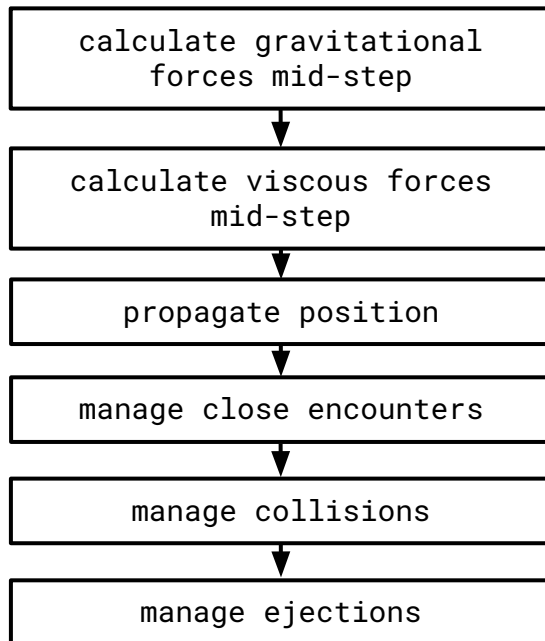 calculate gravitational
forces mid-step
calculate viscous forces
mid-step
propagate position
manage close encounters
manage collisions
manage ejections